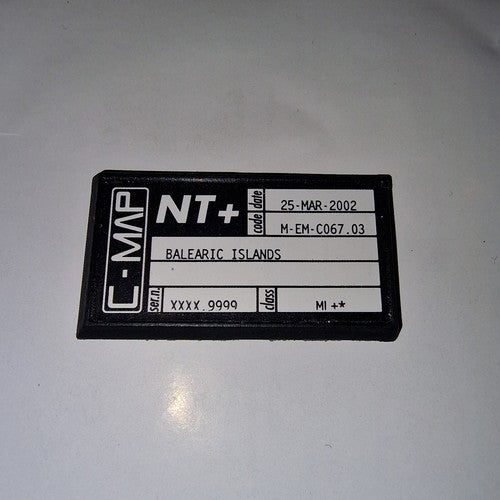 C-MAP
NT+
date 25-MAR-2002
code M-EM-C067.03
BALEARIC ISLANDS
ser.n. XXXX.9999 class MI +*